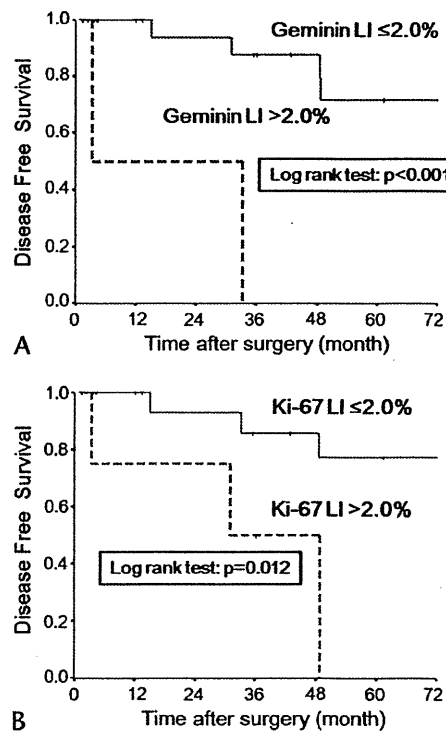 1.0
0.8
0.6
0.4
0.2
0.0
Disease Free Survival
Geminin LI ≤2.0%
Geminin LI >2.0%
Log rank test: p<0.001
0 12 24 36 48 60 72
Time after surgery (month)
A
1.0
0.8
0.6
0.4
0.2
0.0
Disease Free Survival
Ki-67 LI ≤2.0%
Ki-67 LI >2.0%
Log rank test: p=0.012
0 12 24 36 48 60 72
Time after surgery (month)
B